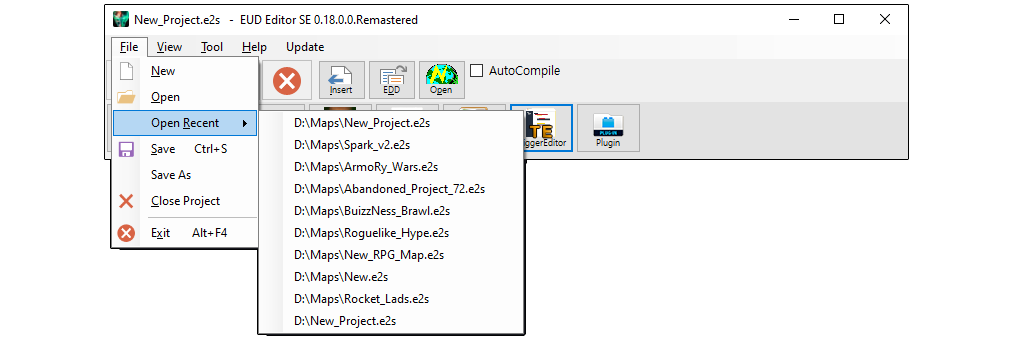 New_Project.e2s - EUD Editor SE 0.18.0.0.Remastered
File View Tool Help Update
New
Open
Open Recent
Save Ctrl+S
Save As
Close Project
Exit Alt+F4
Insert
EDD
Open
AutoCompile
TE
ggerEditor
PLUG-IN
Plugin
D:\Maps\New_Project.e2s
D:\Maps\Spark_v2.e2s
D:\Maps\ArmoRy_Wars.e2s
D:\Maps\Abandoned_Project_72.e2s
D:\Maps\BuizzNess_Brawl.e2s
D:\Maps\Roguelike_Hype.e2s
D:\Maps\New_RPG_Map.e2s
D:\Maps\New.e2s
D:\Maps\Rocket_Lads.e2s
D:\New_Project.e2s